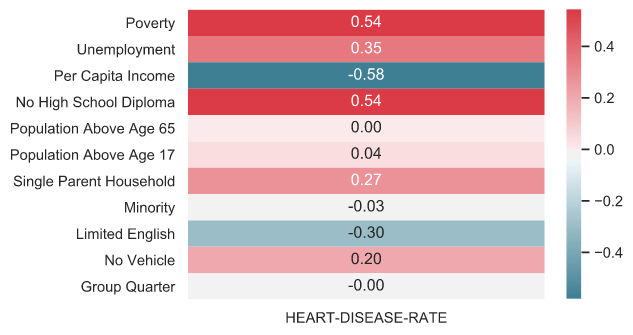 Poverty 0.54
Unemployment 0.35
Per Capita Income -0.58
No High School Diploma 0.54
Population Above Age 65 0.00
Population Above Age 17 0.04
Single Parent Household 0.27
Minority -0.03
Limited English -0.30
No Vehicle 0.20
Group Quarter -0.00
HEART-DISEASE-RATE
0.4
0.2
0.0
−0.2
−0.4